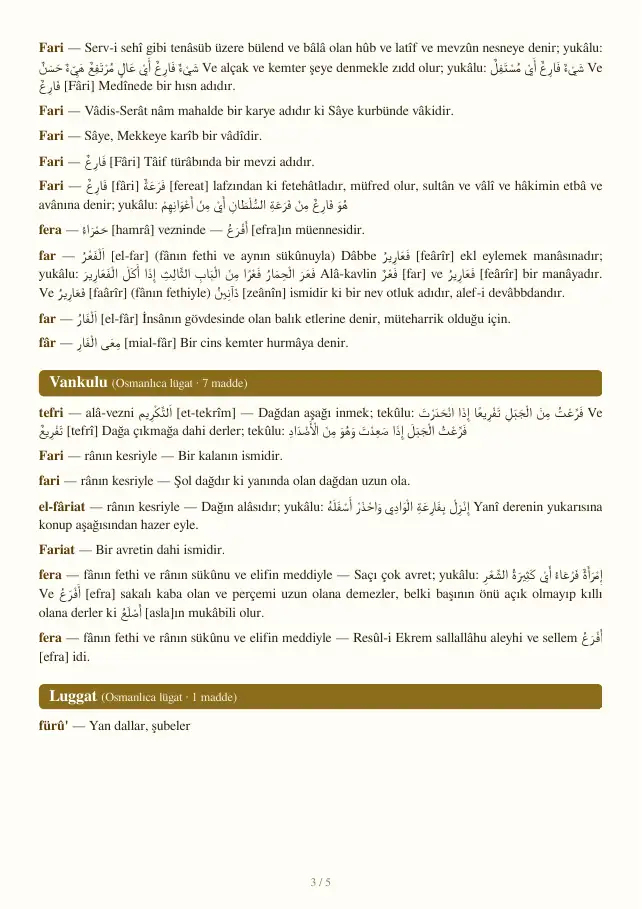 Fari — Serv-i sehî gibi tenâsüb üzere bülend ve bâlâ olan hûb ve latîf ve mevzûn nesneye denir; yukâlu:
شَيْءٌ فَارِعٌ أَيْ عَالٍ مُرْتَفِعٌ هَيِّءٌ حَسَنٌ Ve alçak ve kemter şeye denmekle zıdd olur; yukâlu: شَيْءٌ فَارِعٌ أَيْ مُسْتَفِلٌ Ve
فَارِعٌ [Fâri] Medînede bir hısn adıdır.
Fari — Vâdis-Serât nâm mahalde bir karye adıdır ki Sâye kurbünde vâkidir.
Fari — Sâye, Mekkeye karîb bir vâdîdir.
Fari — فَارِعٌ [Fâri] Tâif türâbında bir mevzi adıdır.
Fari — فَارِعٌ [fâri] فَرَعَةٌ [fereat] lafzından ki fetehâtladır, müfred olur, sultân ve vâlî ve hâkimin etbâ ve
avânına denir; yukâlu: هُوَ فَارِعٌ مِنْ فَرَعَةِ السُّلْطَانِ أَيْ مِنْ أَعْوَانِهِمْ
fera — حَمْرَاءُ [hamrâ] vezninde — أَفْرَعُ [efra]ın müennesidir.
far — اَلْفَعْرُ [el-far] (fânın fethi ve aynın sükûnuyla) Dâbbe فَعَارِيرُ [feârîr] ekl eylemek manâsınadır;
yukâlu: فَعَرَ الْحِمَارُ فَعْرًا مِنَ الْبَابِ الثَّالِثِ إِذَا أَكَلَ الْفَعَارِيرَ Alâ-kavlin فَعْرٌ [far] ve فَعَارِيرُ [feârîr] bir manâyadır.
Ve فَعَارِيرُ [faârîr] (fânın fethiyle) ذَآنِينُ [zeânîn] ismidir ki bir nev otluk adıdır, alef-i devâbbdandır.
far — اَلْفَارُ [el-fâr] İnsânın gövdesinde olan balık etlerine denir, müteharrik olduğu için.
fâr — مِعَى الْفَارِ [mial-fâr] Bir cins kemter hurmâya denir.
Vankulu (Osmanlıca lügat · 7 madde)
tefri — alâ-vezni اَلتَّكْرِيمِ [et-tekrîm] — Dağdan aşağı inmek; tekûlu: فَرَّعْتُ مِنَ الْجَبَلِ تَفْرِيعًا إِذَا انْحَدَرْتَ Ve
تَفْرِيعٌ [tefrî] Dağa çıkmağa dahi derler; tekûlu: فَرَّعْتُ الْجَبَلَ إِذَا صَعِدْتَ وَهُوَ مِنَ الْأَضْدَادِ
Fari — rânın kesriyle — Bir kalanın ismidir.
fari — rânın kesriyle — Şol dağdır ki yanında olan dağdan uzun ola.
el-fâriat — rânın kesriyle — Dağın alâsıdır; yukâlu: إِنْزِلْ بِفَارِعَةِ الْوَادِي وَاحْذَرْ أَسْفَلَهُ Yanî derenin yukarısına
konup aşağısından hazer eyle.
Fariat — Bir avretin dahi ismidir.
fera — fânın fethi ve rânın sükûnu ve elifin meddiyle — Saçı çok avret; yukâlu: إِمْرَأَةٌ فَرْعَاءُ أَيْ كَثِيرَةُ الشَّعْرِ
Ve أَفْرَعُ [efra] sakalı kaba olan ve perçemi uzun olana demezler, belki başının önü açık olmayıp kıllı
olana derler ki أَصْلَعُ [asla]ın mukâbili olur.
fera — fânın fethi ve rânın sükûnu ve elifin meddiyle — Resûl-i Ekrem sallallâhu aleyhi ve sellem أَفْرَعُ
[efra] idi.
Luggat (Osmanlıca lügat · 1 madde)
fürû' — Yan dallar, şubeler
3 / 5